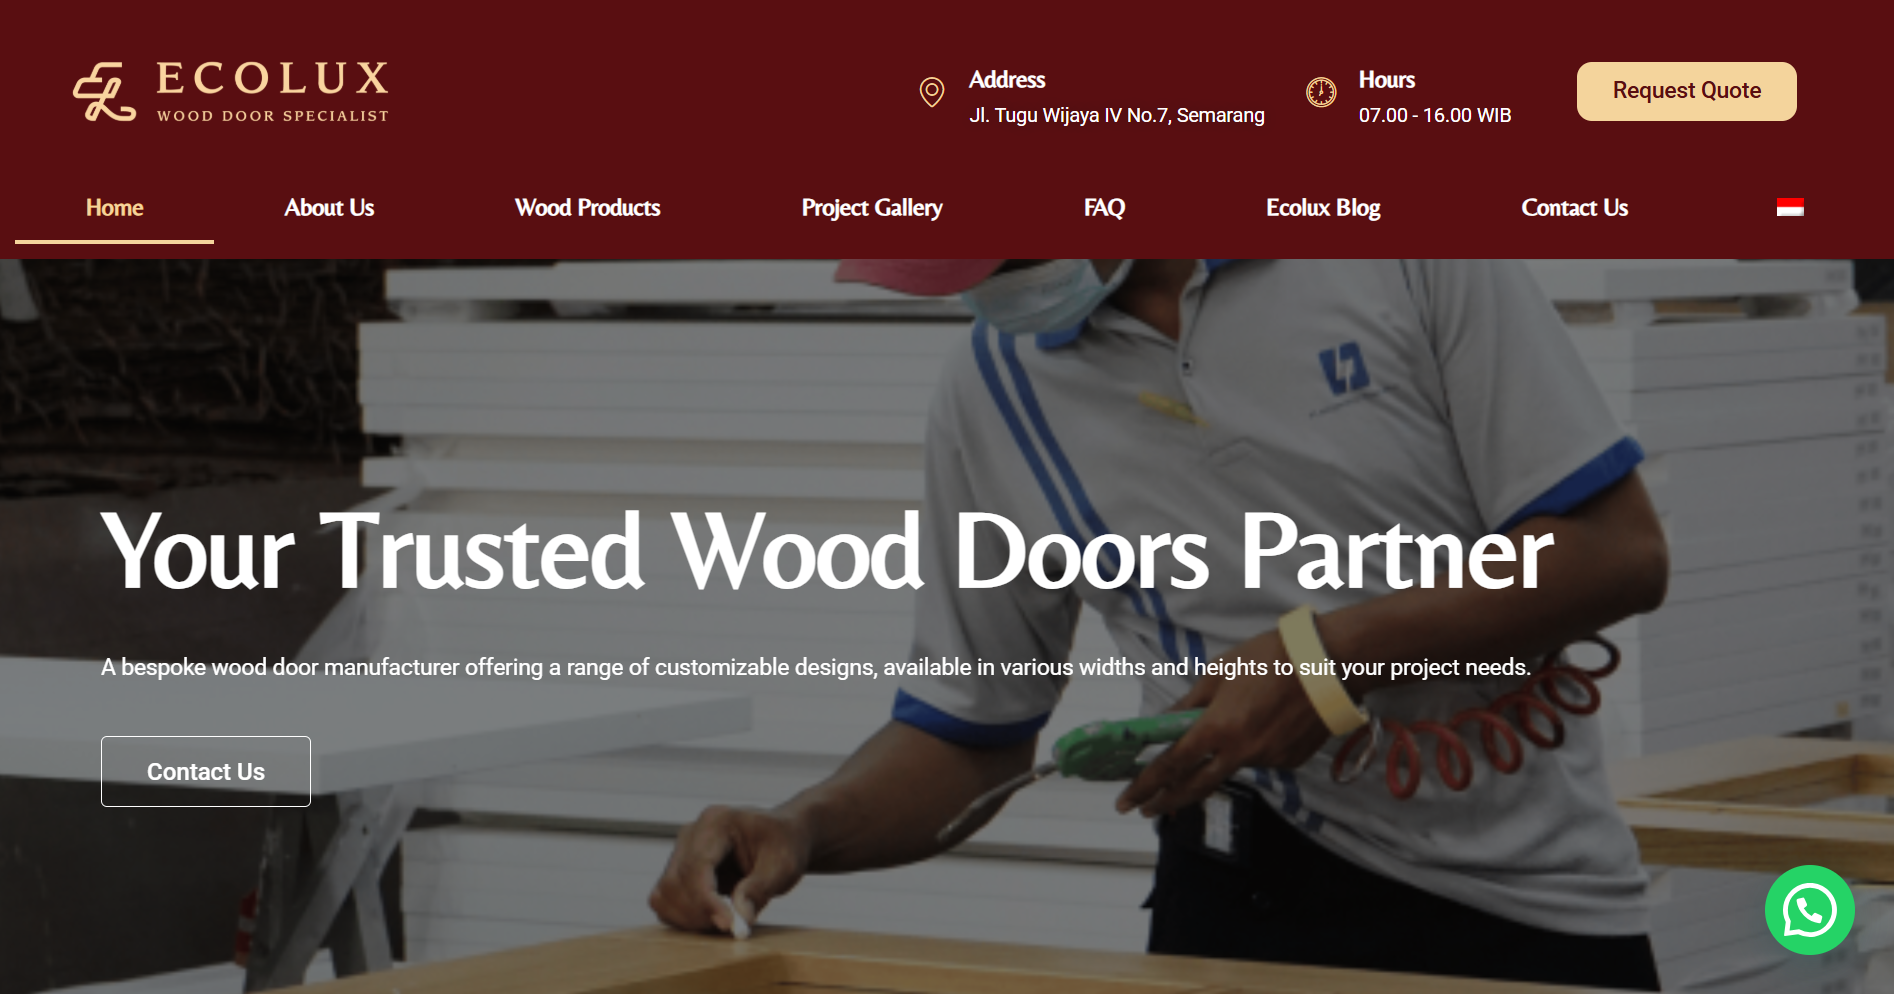 ECOLUX
WOOD DOOR SPECIALIST
Address
Jl. Tugu Wijaya IV No.7, Semarang
Hours
07.00 - 16.00 WIB
Request Quote
Home
About Us
Wood Products
Project Gallery
FAQ
Ecolux Blog
Contact Us
Your Trusted Wood Doors Partner
A bespoke wood door manufacturer offering a range of customizable designs, available in various widths and heights to suit your project needs.
Contact Us